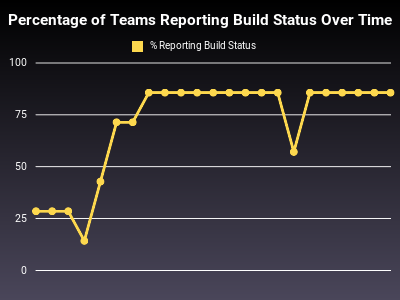 Percentage of Teams Reporting Build Status Over Time
% Reporting Build Status
100
75
50
25
0